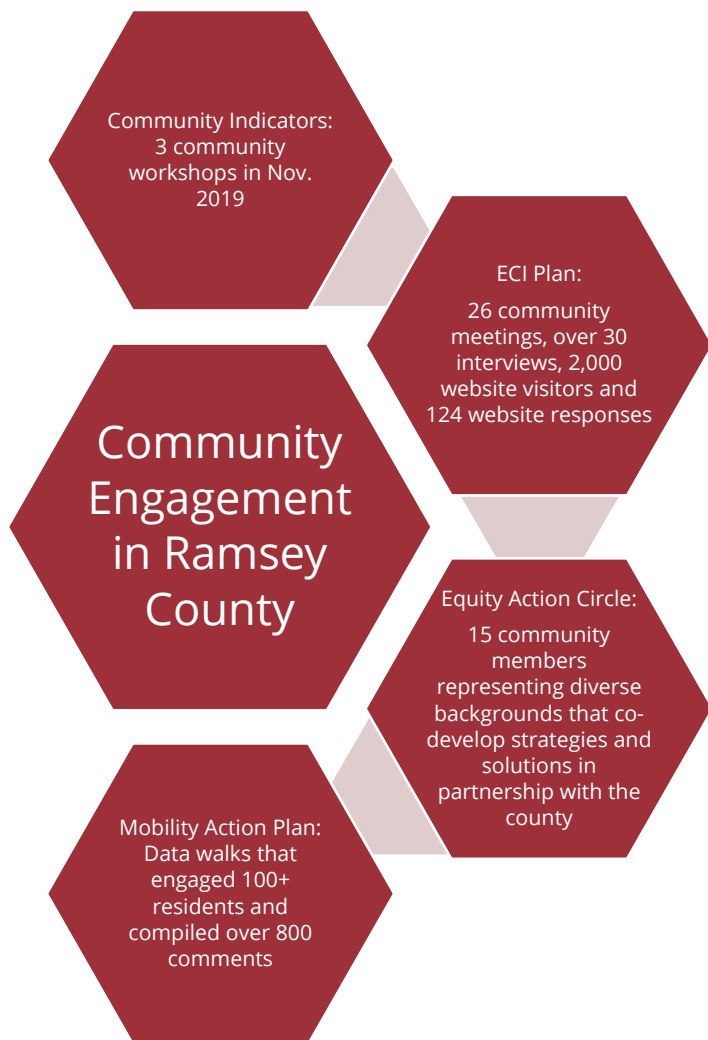 Community Indicators:
3 community
workshops in Nov.
2019
ECI Plan:
26 community
meetings, over 30
interviews, 2,000
website visitors and
124 website responses
Community
Engagement
in Ramsey
County
Equity Action Circle:
15 community
members
representing diverse
backgrounds that co-
develop strategies and
solutions in
partnership with the
county
Mobility Action Plan:
Data walks that
engaged 100+
residents and
compiled over 800
comments